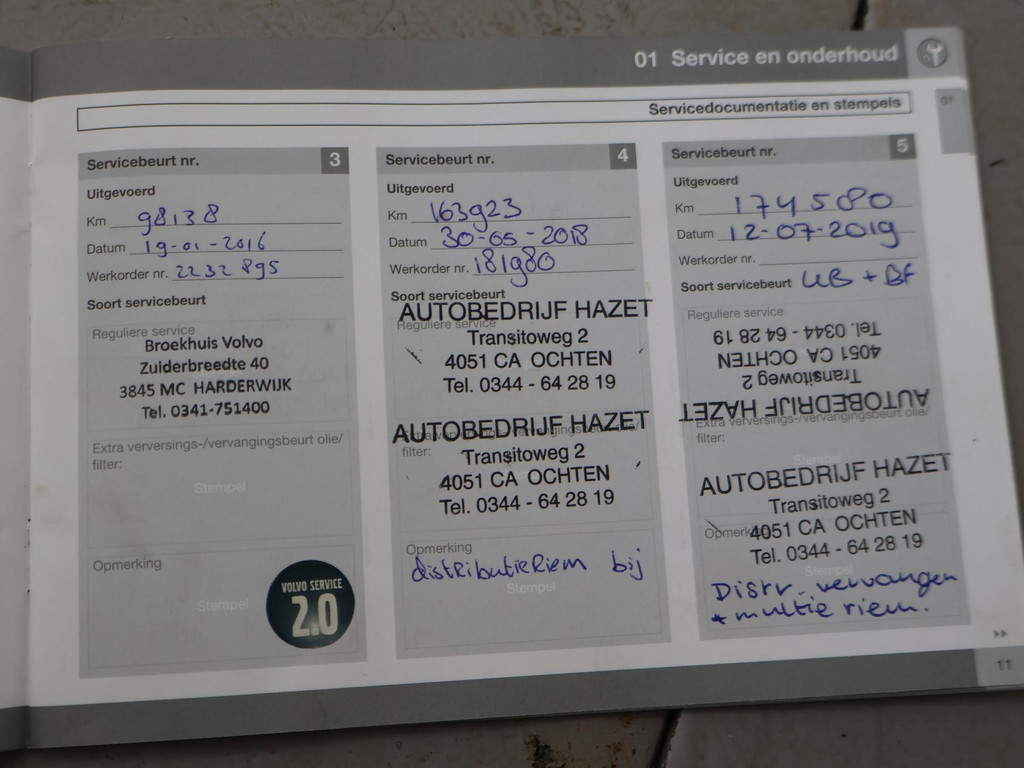 01 Service en onderhoud
01
Servicedocumentatie en stempels
Servicebeurt nr. 3
Uitgevoerd
Km 98138
Datum 19-01-2016
Werkorder nr. 2232895
Soort servicebeurt
Reguliere service
Broekhuis Volvo
Zuiderbreedte 40
3845 MC HARDERWIJK
Tel. 0341-751400
Extra verversings-/vervangingsbeurt olie/
filter:
Stempel
Opmerking
Stempel
VOLVO SERVICE
2.0
Servicebeurt nr. 4
Uitgevoerd
Km 163923
Datum 30-05-2018
Werkorder nr. 181980
Soort servicebeurt
Reguliere service
AUTOBEDRIJF HAZET
Transitoweg 2
4051 CA OCHTEN
Tel. 0344 - 64 28 19
Extra verversings-/vervangingsbeurt olie/
filter:
AUTOBEDRIJF HAZET
Transitoweg 2
4051 CA OCHTEN
Tel. 0344 - 64 28 19
Opmerking
distributieRiem bij
Stempel
Servicebeurt nr. 5
Uitgevoerd
Km 174580
Datum 12-07-2019
Werkorder nr.
Soort servicebeurt UB + BF
Reguliere service
AUTOBEDRIJF HAZET
Transitoweg 2
4051 CA OCHTEN
Tel. 0344 - 64 28 19
Extra verversings-/vervangingsbeurt olie/
filter:
Stempel
AUTOBEDRIJF HAZET
Transitoweg 2
Opmerking
4051 CA OCHTEN
Tel. 0344 - 64 28 19
Stempel
Distr. vervangen
+ multie riem.
11